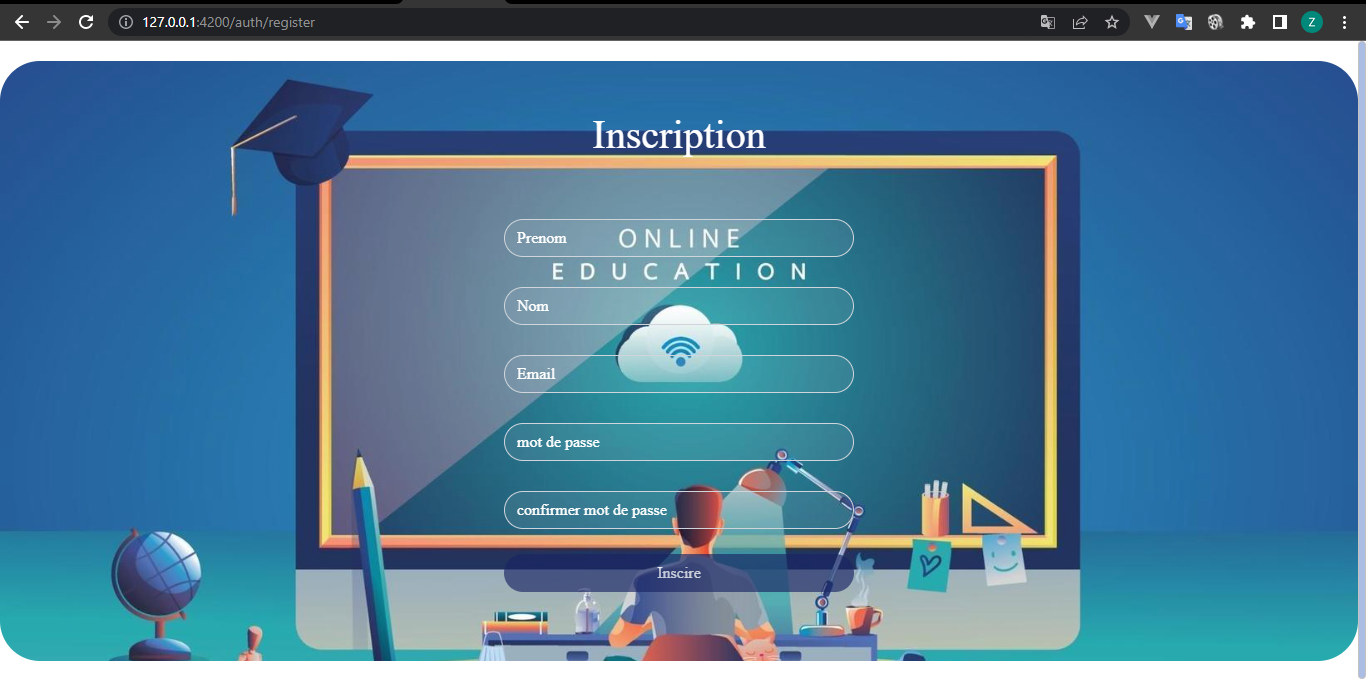 127.0.0.1:4200/auth/register
Z
Inscription
Prenom
ONLINE
EDUCATION
Nom
Email
mot de passe
confirmer mot de passe
Inscire